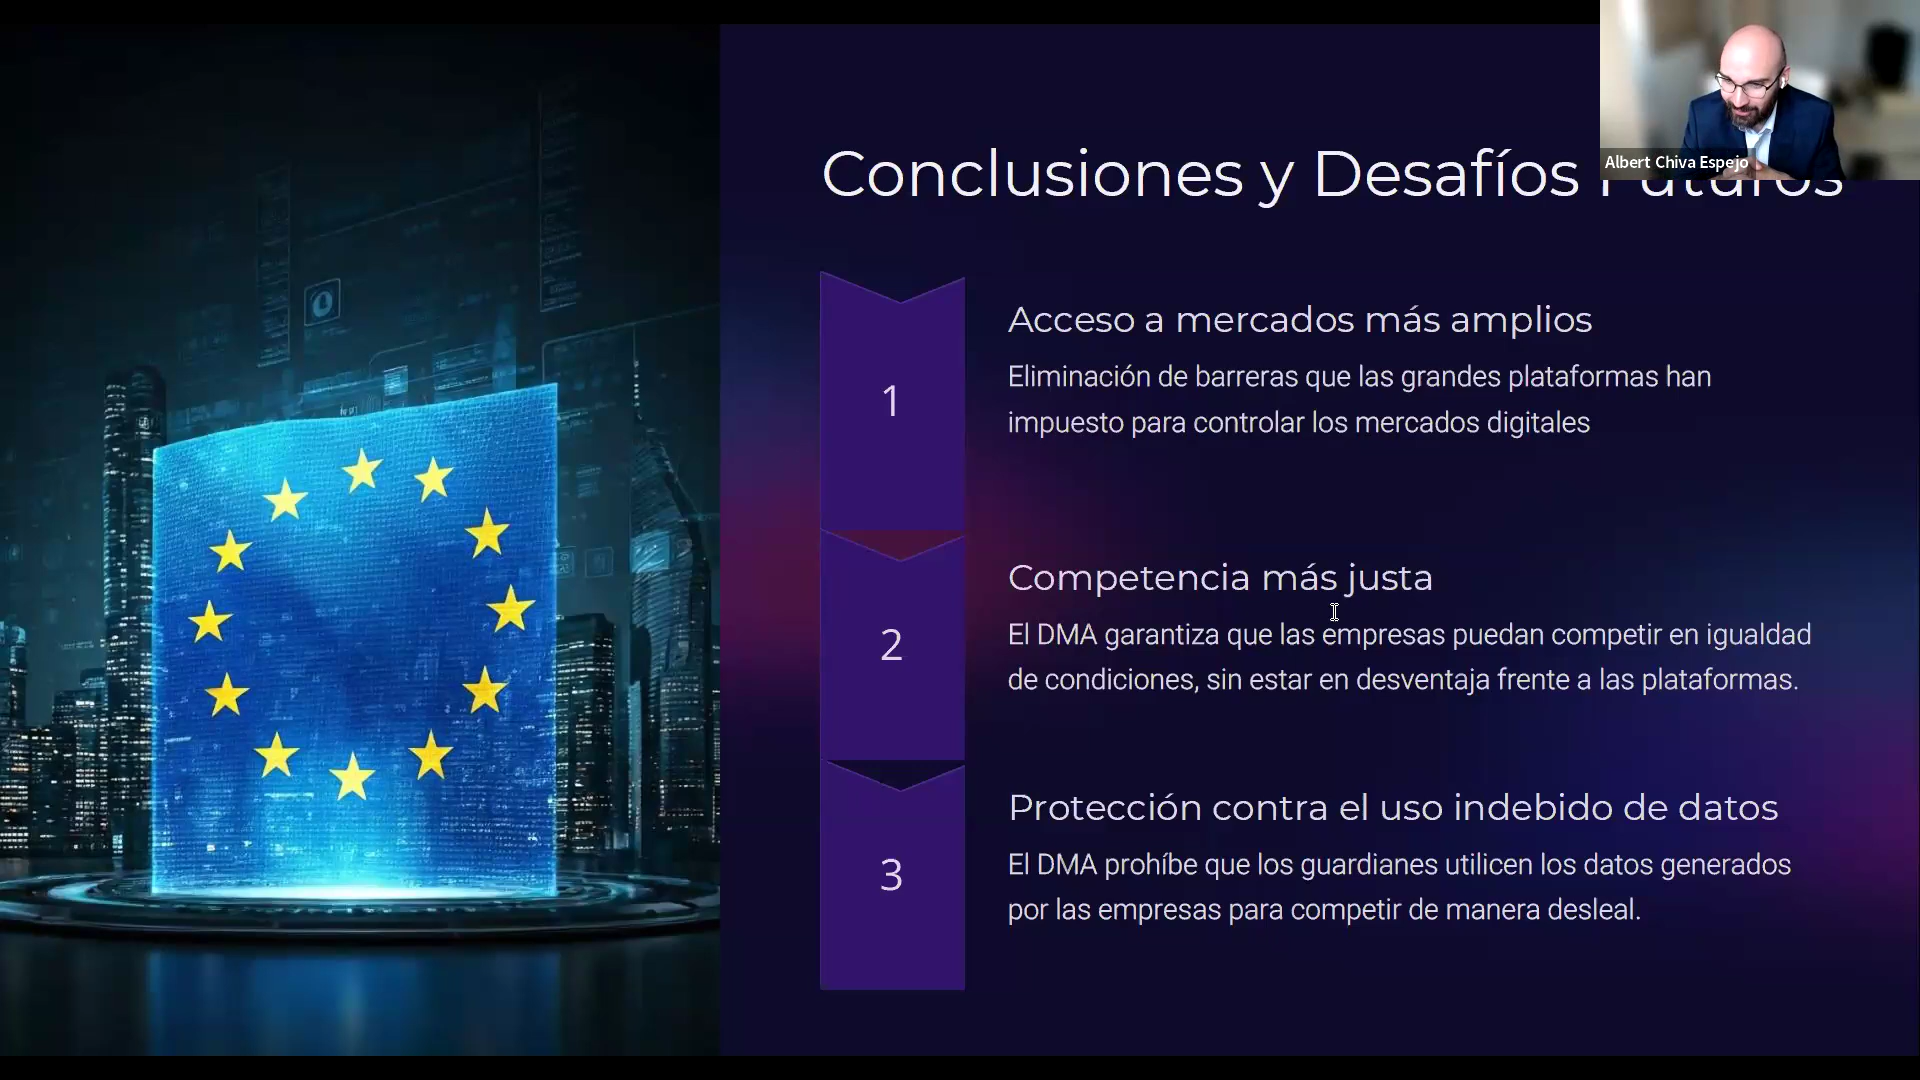 Conclusiones y Desafíos Futuros
Albert Chiva Espejo
1
Acceso a mercados más amplios
Eliminación de barreras que las grandes plataformas han
impuesto para controlar los mercados digitales
2
Competencia más justa
El DMA garantiza que las empresas puedan competir en igualdad
de condiciones, sin estar en desventaja frente a las plataformas.
3
Protección contra el uso indebido de datos
El DMA prohíbe que los guardianes utilicen los datos generados
por las empresas para competir de manera desleal.